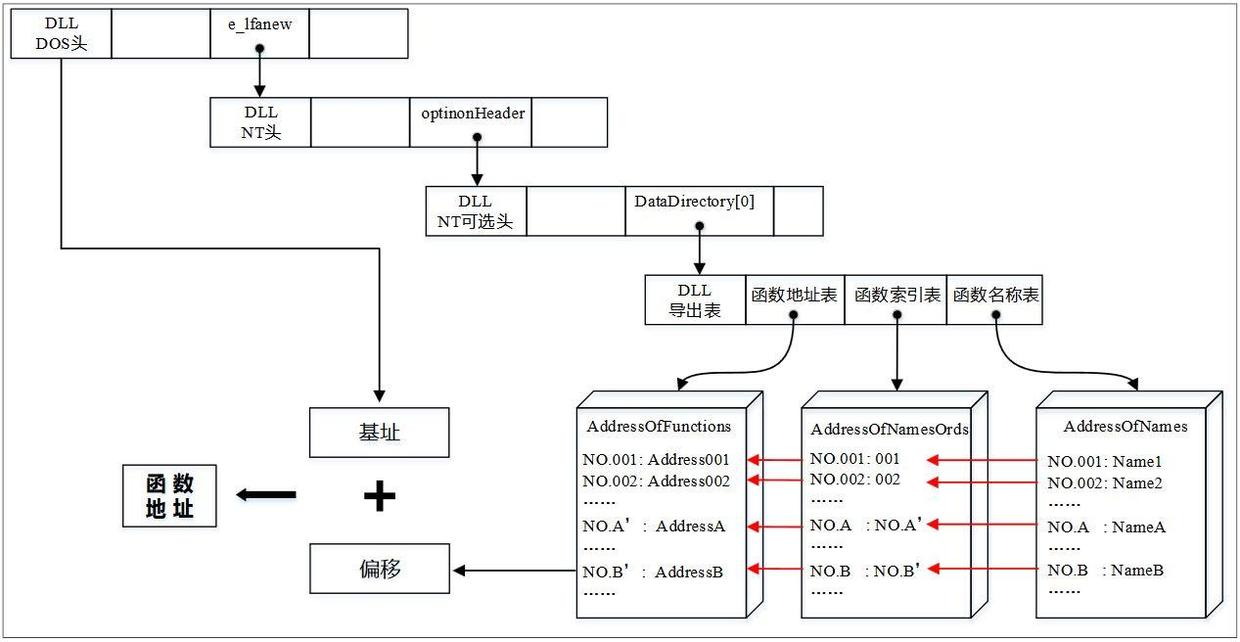 DLL
DOS头
e_lfanew
DLL
NT头
optinonHeader
DLL
NT可选头
DataDirectory[0]
DLL
导出表
函数地址表
函数索引表
函数名称表
AddressOfFunctions
NO.001: Address001
NO.002: Address002
······
NO.A' : AddressA
······
NO.B' : AddressB
······
AddressOfNamesOrds
NO.001: 001
NO.002: 002
······
NO.A : NO.A'
······
NO.B : NO.B'
······
AddressOfNames
NO.001: Name1
NO.002: Name2
······
NO.A : NameA
······
NO.B : NameB
······
基址
+
偏移
函数
地址